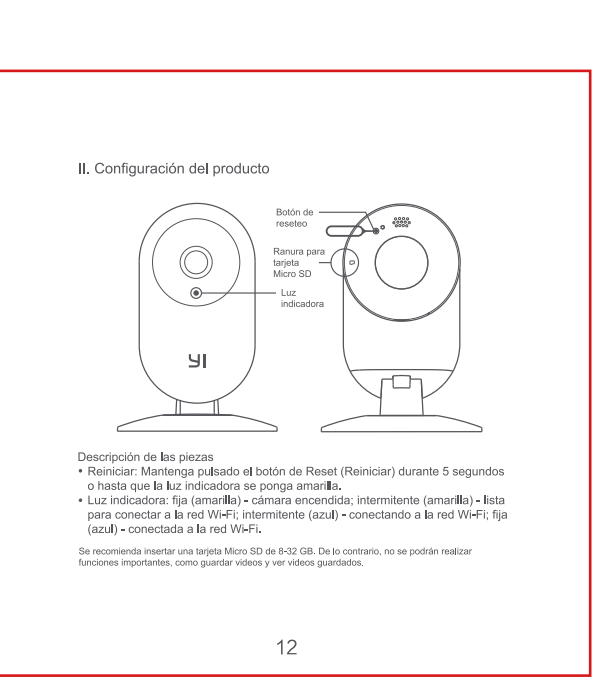 II. Configuración del producto
Botón de
reseteo
Ranura para
tarjeta
Micro SD
Luz
indicadora
YI
Descripción de las piezas
• Reiniciar: Mantenga pulsado el botón de Reset (Reiniciar) durante 5 segundos
o hasta que la luz indicadora se ponga amarilla.
• Luz indicadora: fija (amarilla) - cámara encendida; intermitente (amarilla) - lista
para conectar a la red Wi-Fi; intermitente (azul) - conectando a la red Wi-Fi; fija
(azul) - conectada a la red Wi-Fi.
Se recomienda insertar una tarjeta Micro SD de 8-32 GB. De lo contrario, no se podrán realizar
funciones importantes, como guardar videos y ver videos guardados.
12